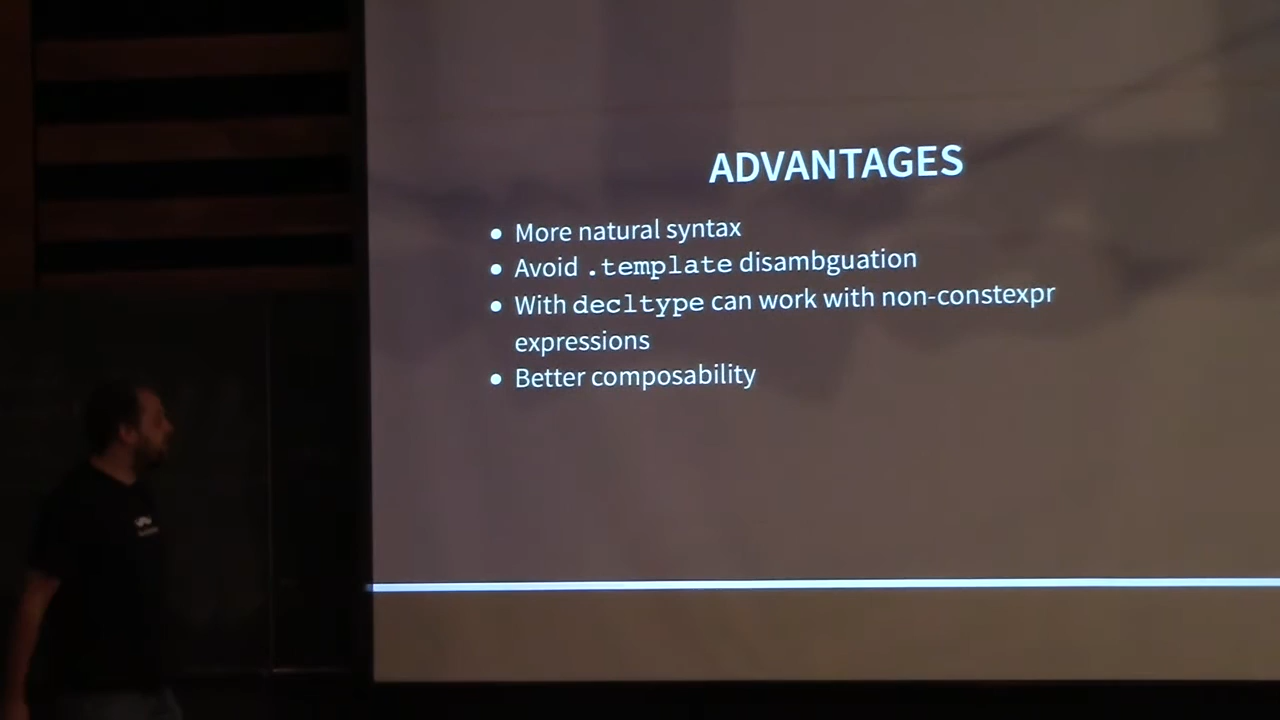 ADVANTAGES
• More natural syntax
• Avoid .template disambguation
• With decltype can work with non-constexpr
expressions
• Better composability